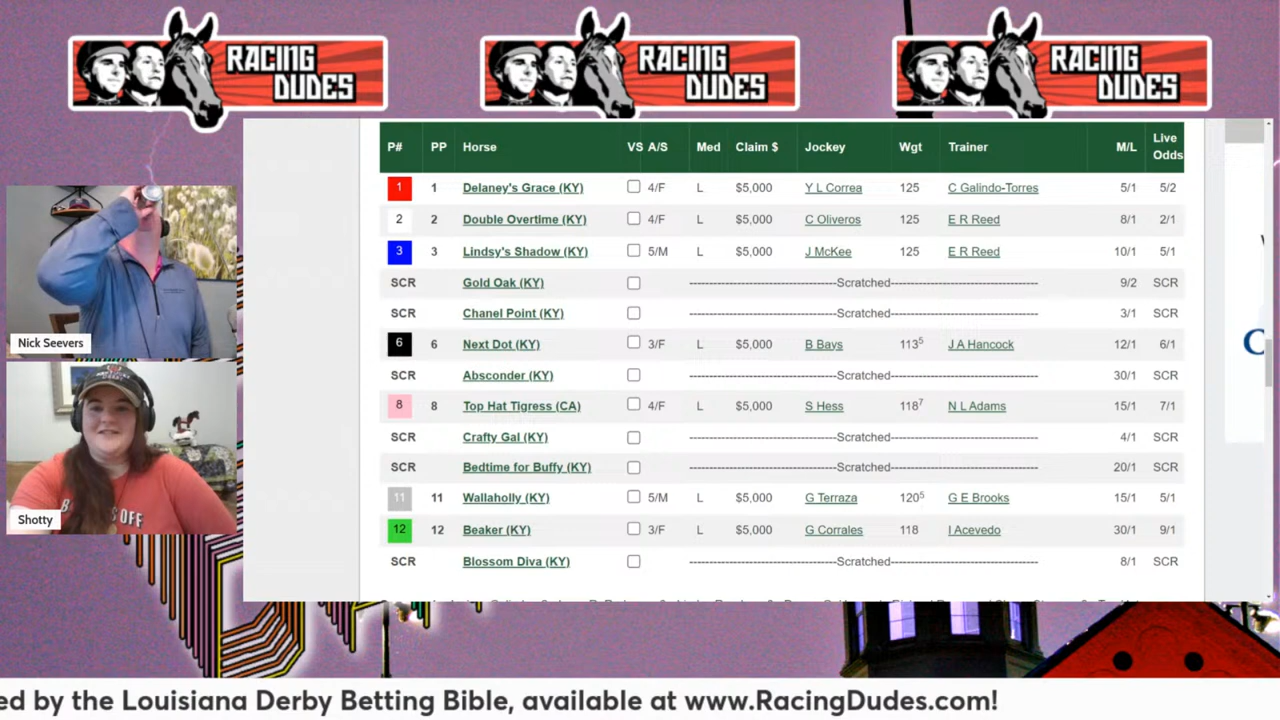 RACING DUDES
RACING DUDES
RACING DUDES
P# PP Horse VS A/S Med Claim $ Jockey Wgt Trainer M/L Live Odds
1 1 Delaney's Grace (KY) 4/F L $5,000 Y L Correa 125 C Galindo-Torres 5/1 5/2
2 2 Double Overtime (KY) 4/F L $5,000 C Oliveros 125 E R Reed 8/1 2/1
3 3 Lindsy's Shadow (KY) 5/M L $5,000 J McKee 125 E R Reed 10/1 5/1
SCR Gold Oak (KY) ---Scratched--- 9/2 SCR
SCR Chanel Point (KY) ---Scratched--- 3/1 SCR
6 6 Next Dot (KY) 3/F L $5,000 B Bays 113⁵ J A Hancock 12/1 6/1
SCR Absconder (KY) ---Scratched--- 30/1 SCR
8 8 Top Hat Tigress (CA) 4/F L $5,000 S Hess 118⁷ N L Adams 15/1 7/1
SCR Crafty Gal (KY) ---Scratched--- 4/1 SCR
SCR Bedtime for Buffy (KY) ---Scratched--- 20/1 SCR
11 11 Wallaholly (KY) 5/M L $5,000 G Terraza 120⁵ G E Brooks 15/1 5/1
12 12 Beaker (KY) 3/F L $5,000 G Corrales 118 I Acevedo 30/1 9/1
SCR Blossom Diva (KY) ---Scratched--- 8/1 SCR
Nick Seevers
Shotty
ed by the Louisiana Derby Betting Bible, available at www.RacingDudes.com!